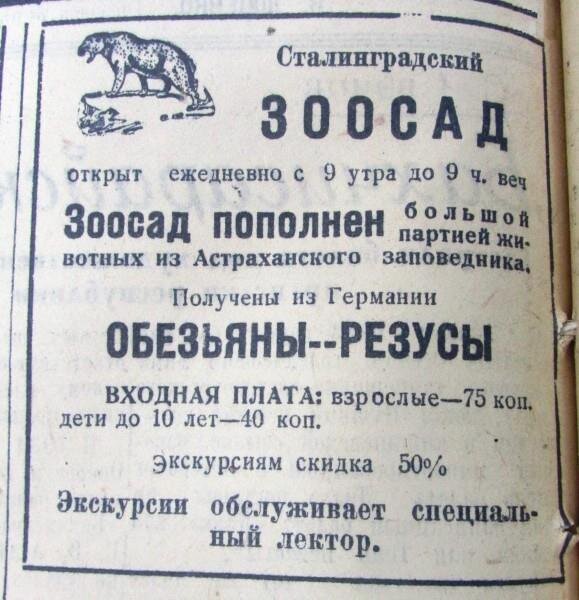 Сталинградский
ЗООСАД
открыт ежедневно с 9 утра до 9 ч. веч
Зоосад пополнен большой
партией жи-
вотных из Астраханского заповедника.
Получены из Германии
ОБЕЗЬЯНЫ--РЕЗУСЫ
ВХОДНАЯ ПЛАТА: взрослые—75 коп.
дети до 10 лет—40 коп.
Экскурсиям скидка 50%
Экскурсии обслуживает специаль-
ный лектор.